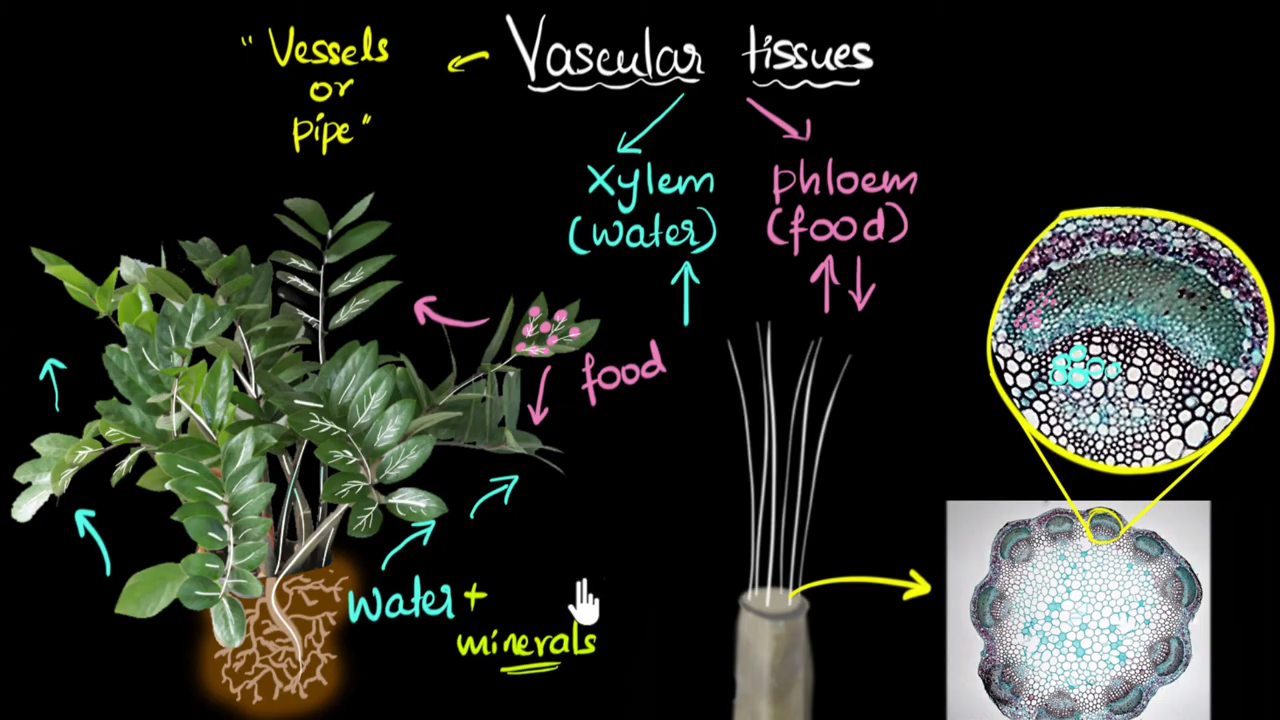 Vascular tissues
"Vessels
or
pipe"
xylem
(water)
phloem
(food)
food
water +
minerals